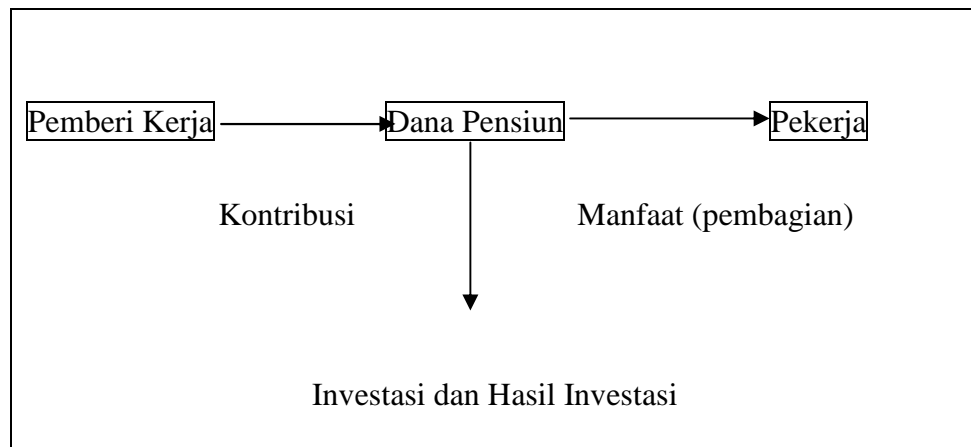 Pemberi Kerja Dana Pensiun Pekerja
Kontribusi Manfaat (pembagian)
Investasi dan Hasil Investasi